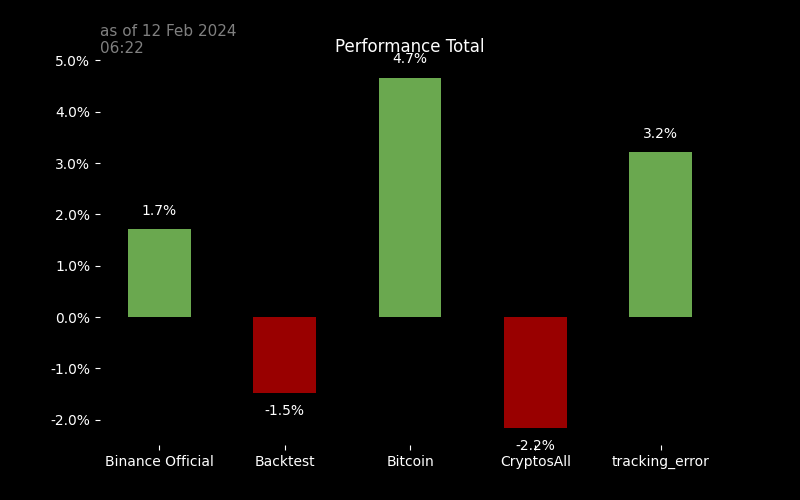 as of 12 Feb 2024
06:22
Performance Total
5.0%
4.0%
3.0%
2.0%
1.0%
0.0%
-1.0%
-2.0%
1.7%
-1.5%
4.7%
-2.2%
3.2%
Binance Official
Backtest
Bitcoin
CryptosAll
tracking_error